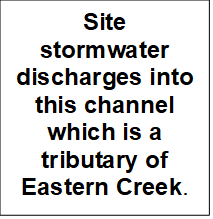 Site
stormwater
discharges into
this channel
which is a
tributary of
Eastern Creek.